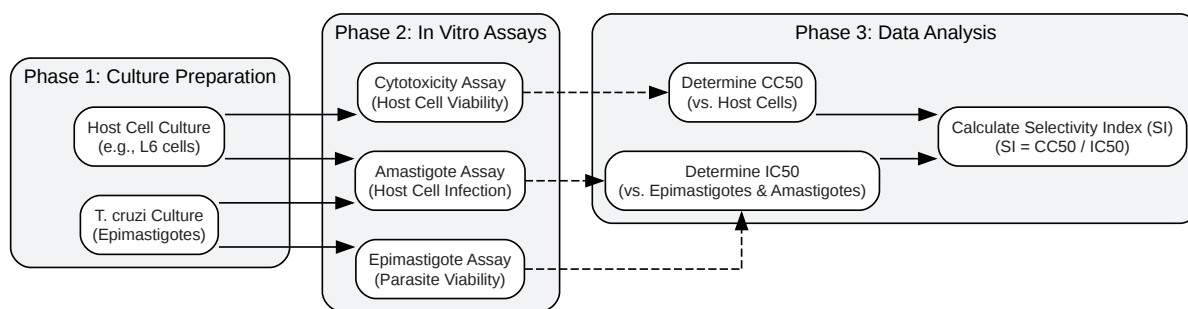 Phase 1: Culture Preparation
Host Cell Culture
(e.g., L6 cells)
T. cruzi Culture
(Epimastigotes)
Phase 2: In Vitro Assays
Cytotoxicity Assay
(Host Cell Viability)
Amastigote Assay
(Host Cell Infection)
Epimastigote Assay
(Parasite Viability)
Phase 3: Data Analysis
Determine CC50
(vs. Host Cells)
Determine IC50
(vs. Epimastigotes & Amastigotes)
Calculate Selectivity Index (SI)
(SI = CC50 / IC50)